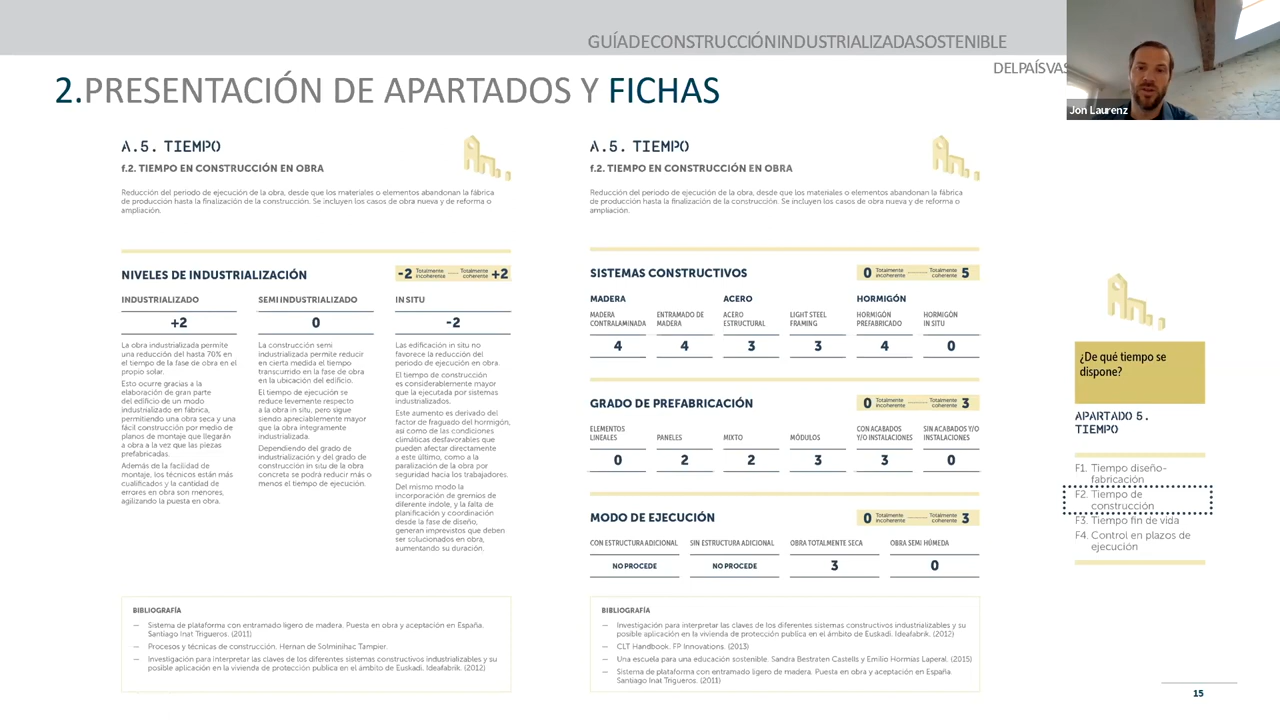 GUÍADECONSTRUCCIÓNINDUSTRIALIZADASOSTENIBLE
DELPAÍSVAS
Jon Laurenz
2.PRESENTACIÓN DE APARTADOS Y FICHAS
A.5. TIEMPO
f.2. TIEMPO EN CONSTRUCCIÓN EN OBRA
Reducción del periodo de ejecución de la obra, desde que los materiales o elementos abandonan la fábrica
de producción hasta la finalización de la construcción. Se incluyen los casos de obra nueva y de reforma o
ampliación.
NIVELES DE INDUSTRIALIZACIÓN
-2 Totalmente incoherente Totalmente coherente +2
INDUSTRIALIZADO
+2
La obra industrializada permite
una reducción del hasta 70% en
el tiempo de la fase de obra en el
propio solar.
Esto ocurre gracias a la
elaboración de gran parte
del edificio de un modo
industrializado en fábrica,
permitiendo una obra seca y una
fácil construcción por medio de
planos de montaje que llegarán
a obra a la vez que las piezas
prefabricadas.
Además de la facilidad de
montaje, los técnicos están más
cualificados y la cantidad de
errores en obra son menores,
agilizando la puesta en obra.
SEMI INDUSTRIALIZADO
0
La construcción semi
industrializada permite reducir
en cierta medida el tiempo
transcurrido en la fase de obra
en la ubicación del edificio.
El tiempo de ejecución se
reduce levemente respecto
a la obra in situ, pero sigue
siendo apreciablemente mayor
que la obra íntegramente
industrializada.
Dependiendo del grado de
industrialización y del grado de
construcción in situ de la obra
concreta se podrá reducir más o
menos el tiempo de ejecución.
IN SITU
-2
Las edificación in situ no
favorece la reducción del
periodo de ejecución en obra.
El tiempo de construcción
es considerablemente mayor
que la ejecutada por sistemas
industrializados.
Este aumento es derivado del
factor de fraguado del hormigón,
así como de las condiciones
climáticas desfavorables que
pueden afectar directamente
a este último, como a la
paralización de la obra por
seguridad hacia los trabajadores.
Del mismo modo la
incorporación de gremios de
diferente índole, y la falta de
planificación y coordinación
desde la fase de diseño,
generan imprevistos que deben
ser solucionados en obra,
aumentando su duración.
BIBLIOGRAFÍA
— Sistema de plataforma con entramado ligero de madera. Puesta en obra y aceptación en España.
Santiago Inat Trigueros. (2011)
— Procesos y técnicas de construcción. Hernan de Solminihac Tampier.
— Investigación para interpretar las claves de los diferentes sistemas constructivos industrializables y su
posible aplicación en la vivienda de protección publica en el ámbito de Euskadi. Ideafabrik. (2012)
A.5. TIEMPO
f.2. TIEMPO EN CONSTRUCCIÓN EN OBRA
Reducción del periodo de ejecución de la obra, desde que los materiales o elementos abandonan la fábrica
de producción hasta la finalización de la construcción. Se incluyen los casos de obra nueva y de reforma o
ampliación.
SISTEMAS CONSTRUCTIVOS
0 Totalmente incoherente Totalmente coherente 5
MADERA ACERO HORMIGÓN
MADERA ENTRAMADO DE ACERO LIGHT STEEL HORMIGÓN HORMIGÓN
CONTRALAMINADA MADERA ESTRUCTURAL FRAMING PREFABRICADO IN SITU
4 4 3 3 4 0
GRADO DE PREFABRICACIÓN
0 Totalmente incoherente Totalmente coherente 3
ELEMENTOS CON ACABADOS SIN ACABADOS Y/O
LINEALES PANELES MIXTO MÓDULOS Y/O INSTALACIONES INSTALACIONES
0 2 2 3 3 0
MODO DE EJECUCIÓN
0 Totalmente incoherente Totalmente coherente 3
CON ESTRUCTURA ADICIONAL SIN ESTRUCTURA ADICIONAL OBRA TOTALMENTE SECA OBRA SEMI HÚMEDA
NO PROCEDE NO PROCEDE 3 0
BIBLIOGRAFÍA
— Investigación para interpretar las claves de los diferentes sistemas constructivos industrializables y su
posible aplicación en la vivienda de protección publica en el ámbito de Euskadi. Ideafabrik. (2012)
— CLT Handbook. FP Innovations. (2013)
— Una escuela para una educación sostenible. Sandra Bestraten Castells y Emilio Hormías Laperal. (2015)
— Sistema de plataforma con entramado ligero de madera. Puesta en obra y aceptación en España.
Santiago Inat Trigueros. (2011)
¿De qué tiempo se
dispone?
APARTADO 5.
TIEMPO
F1. Tiempo diseño-
fabricación
F2. Tiempo de
construcción
F3. Tiempo fin de vida
F4. Control en plazos de
ejecución
15